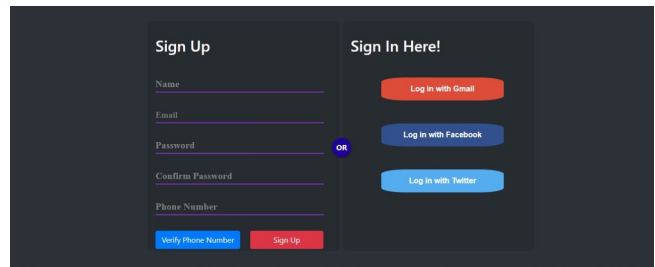 Sign Up
Name
Email
Password
Confirm Password
Phone Number
Verify Phone Number
Sign Up
OR
Sign In Here!
Log in with Gmail
Log in with Facebook
Log in with Twitter